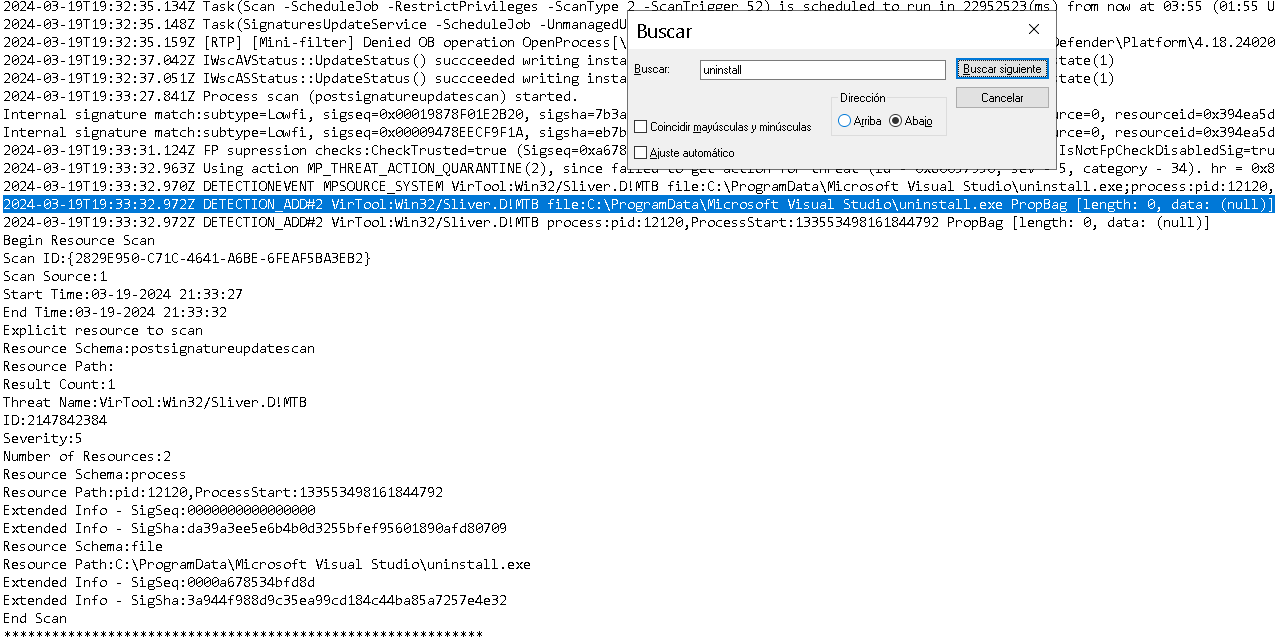 2024-03-19T19:32:35.134Z Task(Scan -ScheduleJob -RestrictPrivileges -ScanType 2 -ScanTrigger 52) is scheduled to run in 22952523(ms) from now at 03:55 (01:55 U
2024-03-19T19:32:35.148Z Task(SignaturesUpdateService -ScheduleJob -UnmanagedU
2024-03-19T19:32:35.159Z [RTP] [Mini-filter] Denied OB operation OpenProcess[\ Defender\Platform\4.18.24020
2024-03-19T19:32:37.042Z IWscAVStatus::UpdateStatus() succceeded writing insta tate(1)
2024-03-19T19:32:37.051Z IWscASStatus::UpdateStatus() succceeded writing insta tate(1)
2024-03-19T19:33:27.841Z Process scan (postsignatureupdatescan) started.
Internal signature match:subtype=Lowfi, sigseq=0x00019878F01E2B20, sigsha=7b3a rce=0, resourceid=0x394ea5d
Internal signature match:subtype=Lowfi, sigseq=0x00009478EECF9F1A, sigsha=eb7b rce=0, resourceid=0x394ea5d
2024-03-19T19:33:31.124Z FP supression checks:CheckTrusted=true (Sigseq=0xa678 IsNotFpCheckDisabledSig=tru
2024-03-19T19:33:32.963Z Using action MP_THREAT_ACTION_QUARANTINE(2), since failed to get action for threat (id = sev - 5, category - 34). hr = 0x8
2024-03-19T19:33:32.970Z DETECTIONEVENT MPSOURCE_SYSTEM VirTool:Win32/Sliver.D!MTB file:C:\ProgramData\Microsoft Visual Studio\uninstall.exe;process:pid:12120,
2024-03-19T19:33:32.972Z DETECTION_ADD#2 VirTool:Win32/Sliver.D!MTB file:C:\ProgramData\Microsoft Visual Studio\uninstall.exe PropBag [length: 0, data: (null)]
2024-03-19T19:33:32.972Z DETECTION_ADD#2 VirTool:Win32/Sliver.D!MTB process:pid:12120,ProcessStart:133553498161844792 PropBag [length: 0, data: (null)]
Begin Resource Scan
Scan ID:{2829E950-C71C-4641-A6BE-6FEAF5BA3EB2}
Scan Source:1
Start Time:03-19-2024 21:33:27
End Time:03-19-2024 21:33:32
Explicit resource to scan
Resource Schema:postsignatureupdatescan
Resource Path:
Result Count:1
Threat Name:VirTool:Win32/Sliver.D!MTB
ID:2147842384
Severity:5
Number of Resources:2
Resource Schema:process
Resource Path:pid:12120,ProcessStart:133553498161844792
Extended Info - SigSeq:0000000000000000
Extended Info - SigSha:da39a3ee5e6b4b0d3255bfef95601890afd80709
Resource Schema:file
Resource Path:C:\ProgramData\Microsoft Visual Studio\uninstall.exe
Extended Info - SigSeq:0000a678534bfd8d
Extended Info - SigSha:3a944f988d9c35ea99cd184c44ba85a7257e4e32
End Scan
************************************************************
Buscar
Buscar: uninstall Buscar siguiente
Dirección Cancelar
Arriba Abajo
Coincidir mayúsculas y minúsculas
Ajuste automático